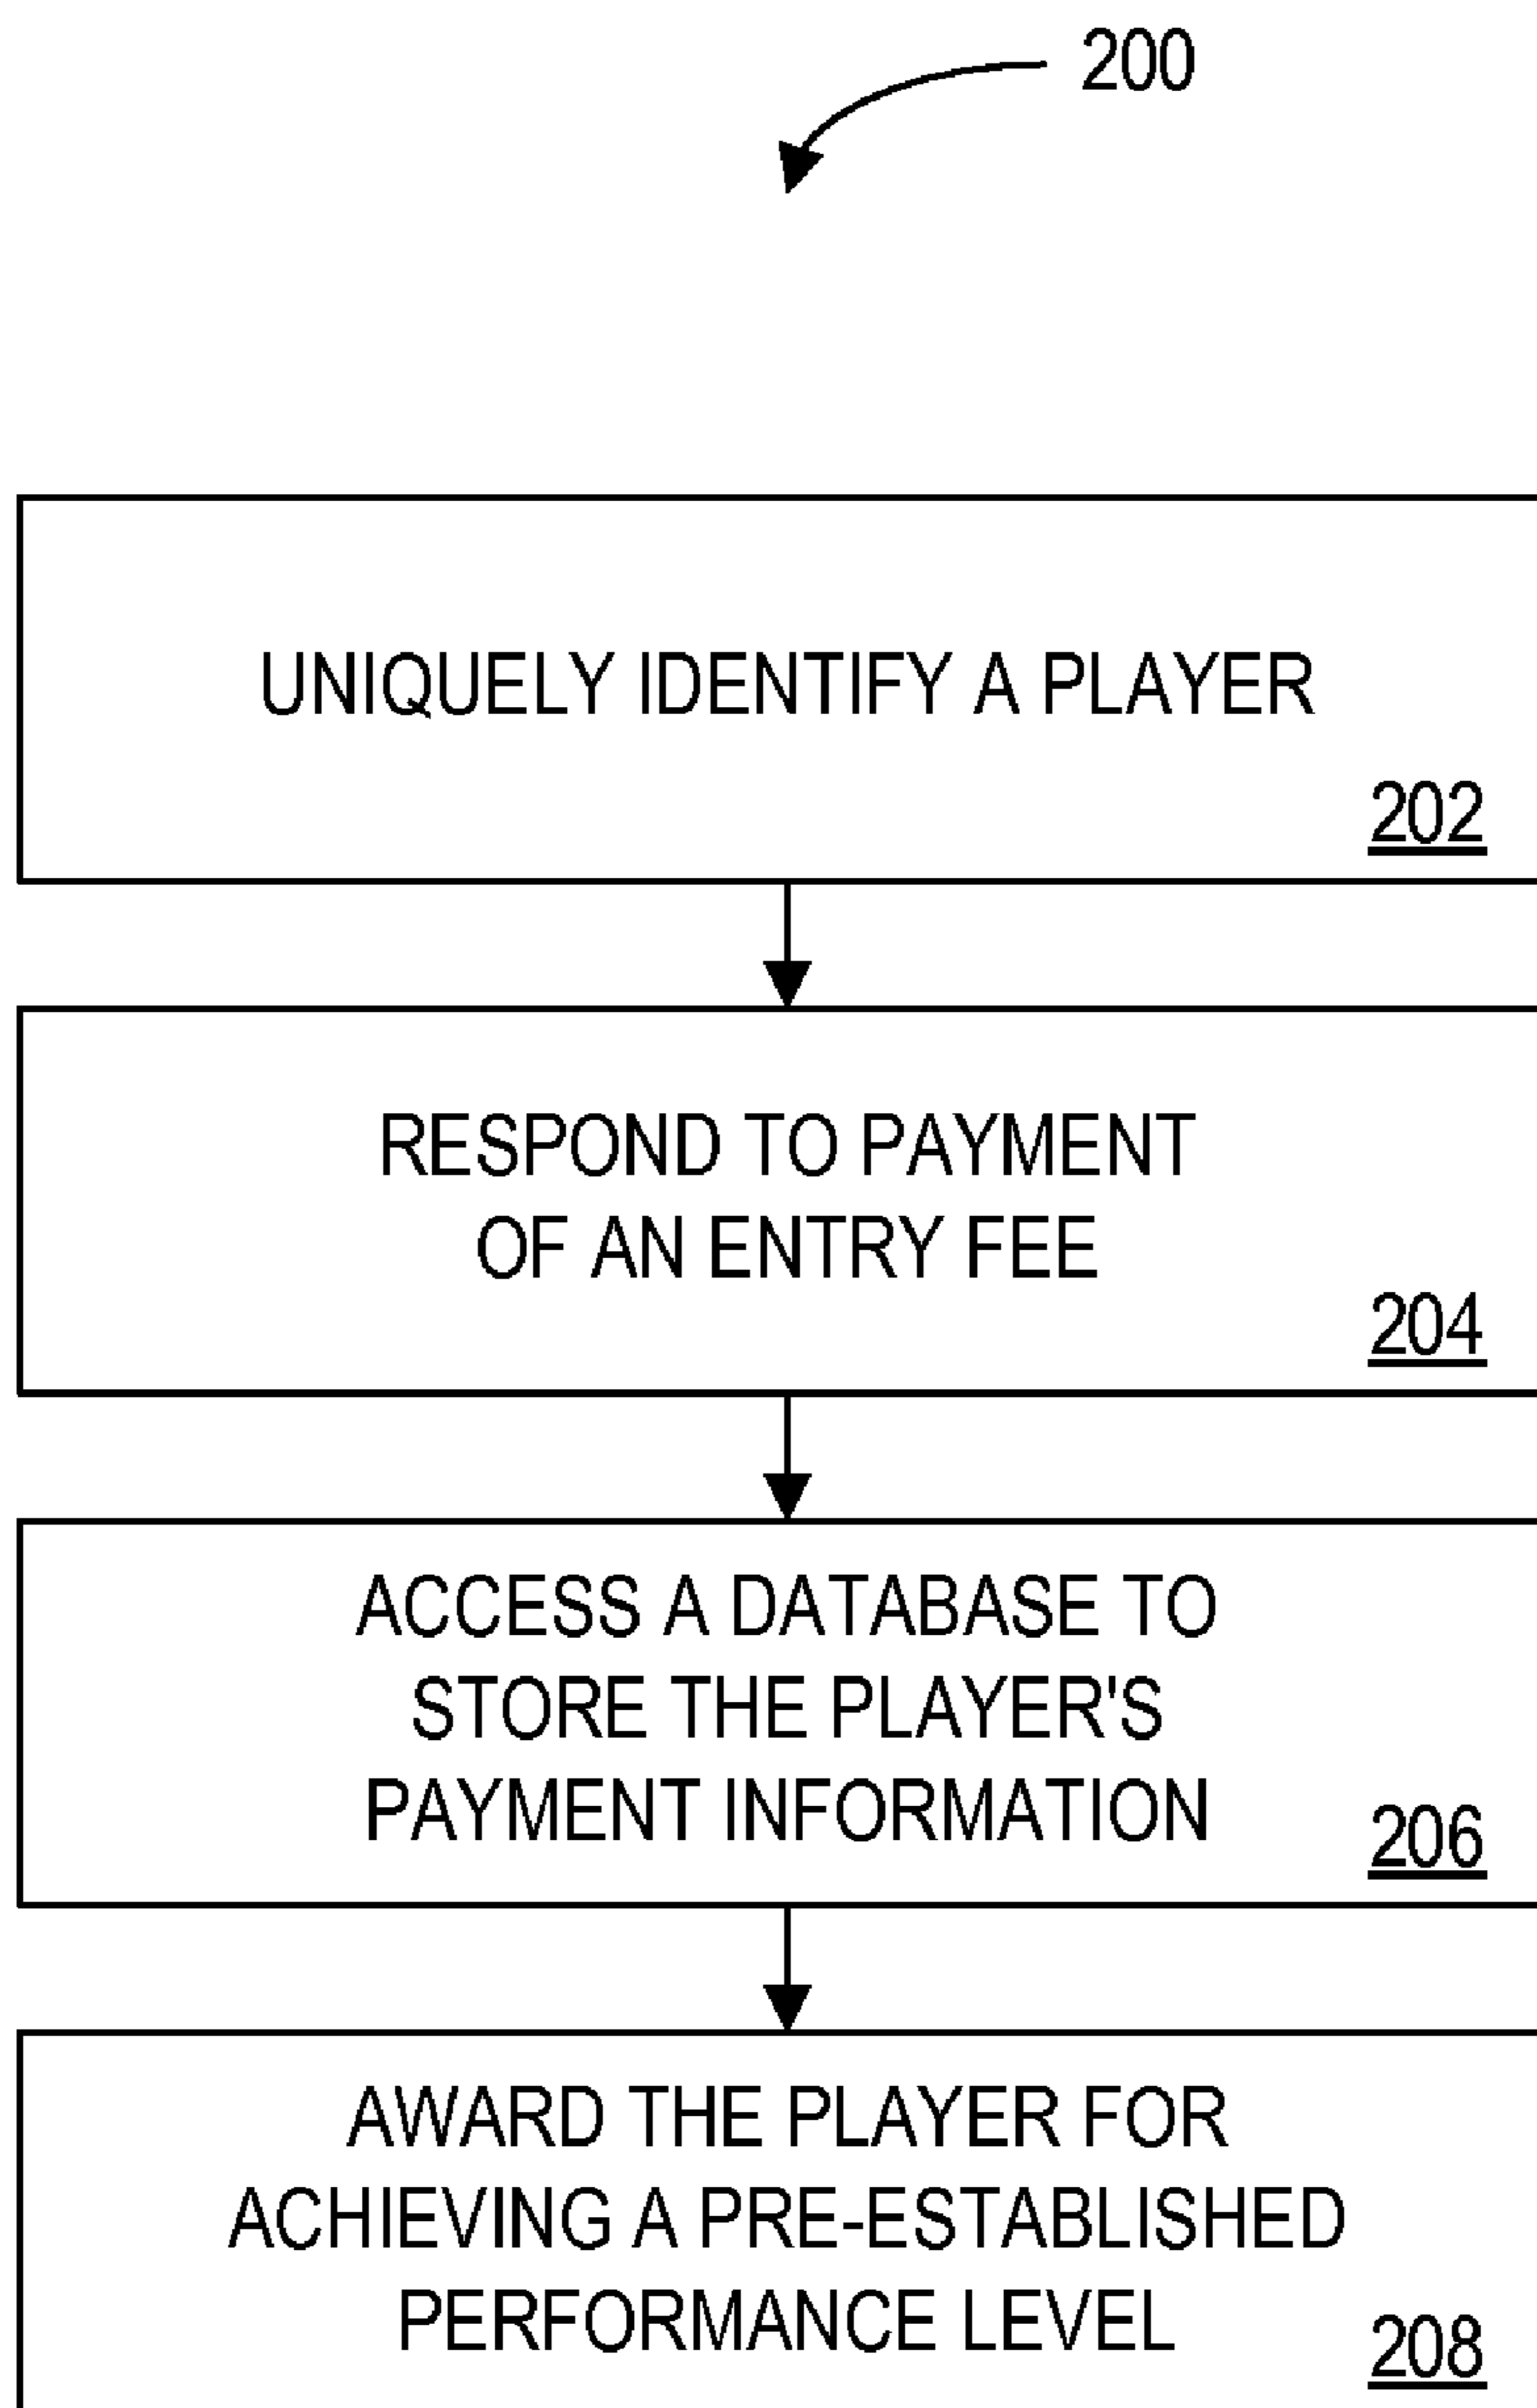 200
UNIQUELY IDENTIFY A PLAYER
202
RESPOND TO PAYMENT
OF AN ENTRY FEE
204
ACCESS A DATABASE TO
STORE THE PLAYER'S
PAYMENT INFORMATION
206
AWARD THE PLAYER FOR
ACHIEVING A PRE-ESTABLISHED
PERFORMANCE LEVEL
208